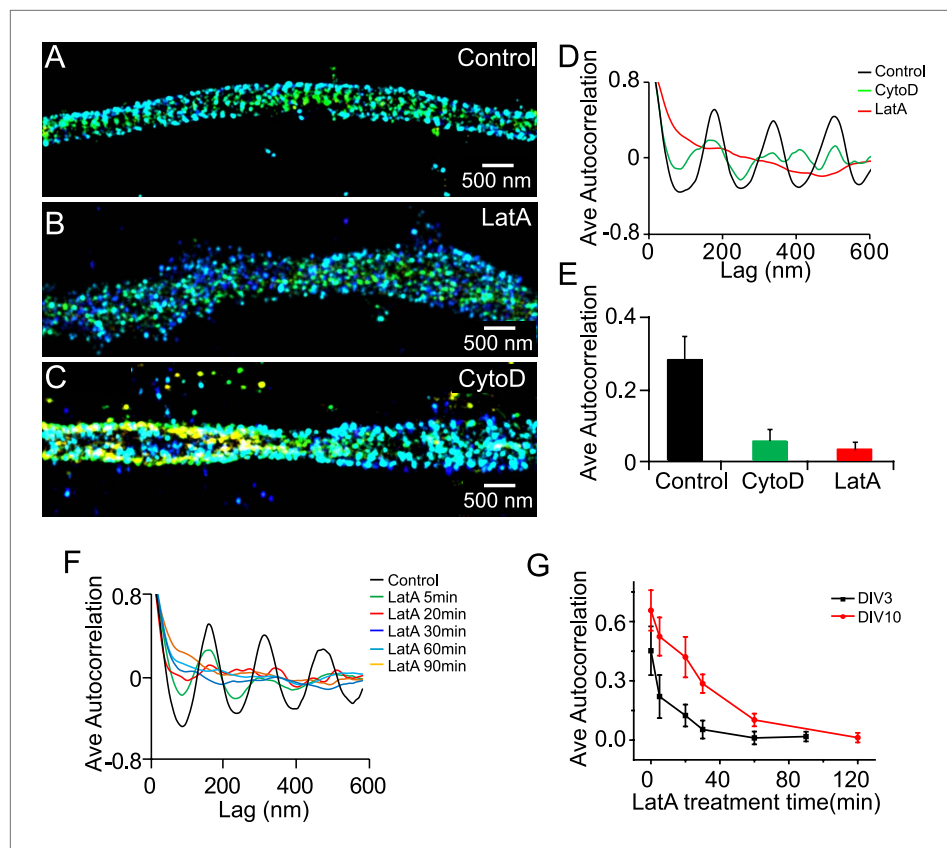 A
Control
500 nm
B
LatA
500 nm
C
CytoD
500 nm
D
Ave Autocorrelation
0.8
0
-0.8
0
200
400
600
Lag (nm)
Control
CytoD
LatA
E
Ave Autocorrelation
0.4
0.2
0
Control
CytoD
LatA
F
Ave Autocorrelation
0.8
0
-0.8
0
200
400
600
Lag (nm)
Control
LatA 5min
LatA 20min
LatA 30min
LatA 60min
LatA 90min
G
Ave Autocorrelation
0.6
0.3
0.0
0
40
80
120
LatA treatment time(min)
DIV3
DIV10